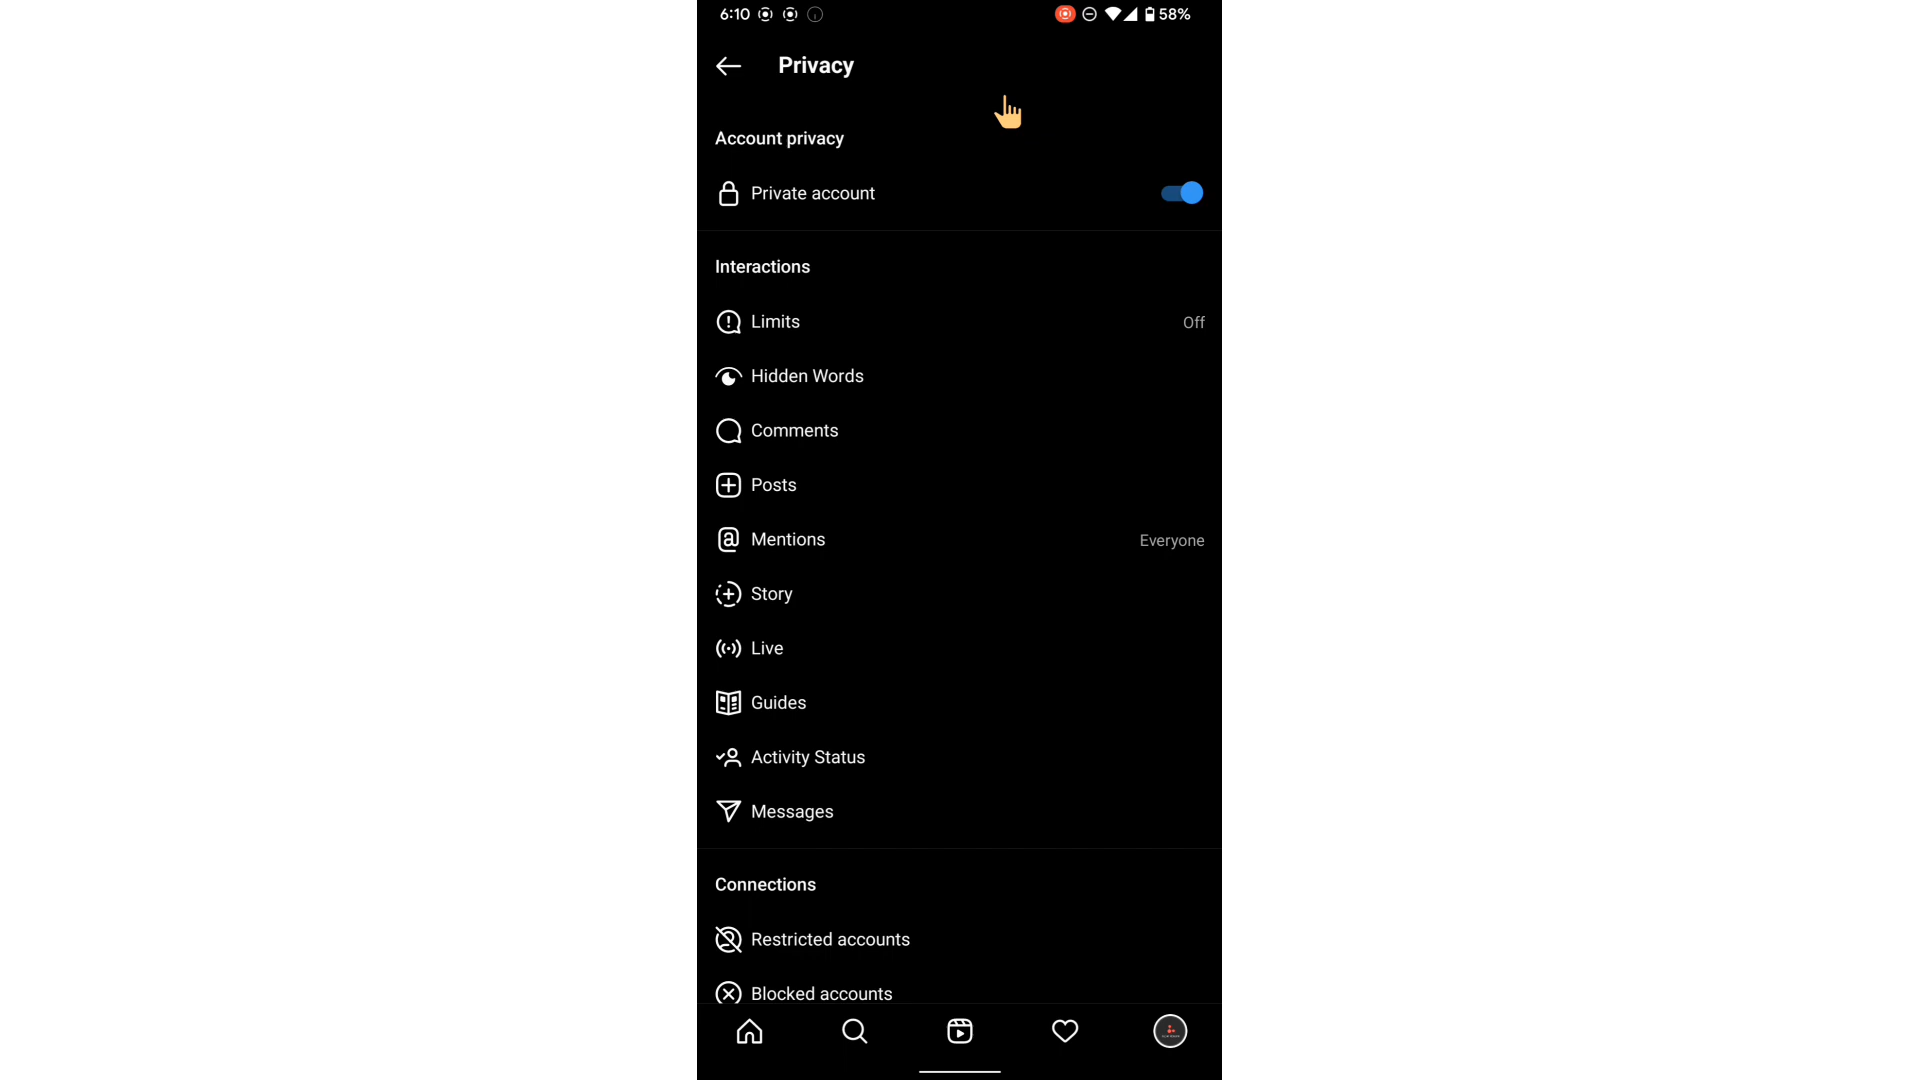 6:10 58%
Privacy
Account privacy
Private account
Interactions
Limits Off
Hidden Words
Comments
Posts
Mentions Everyone
Story
Live
Guides
Activity Status
Messages
Connections
Restricted accounts
Blocked accounts